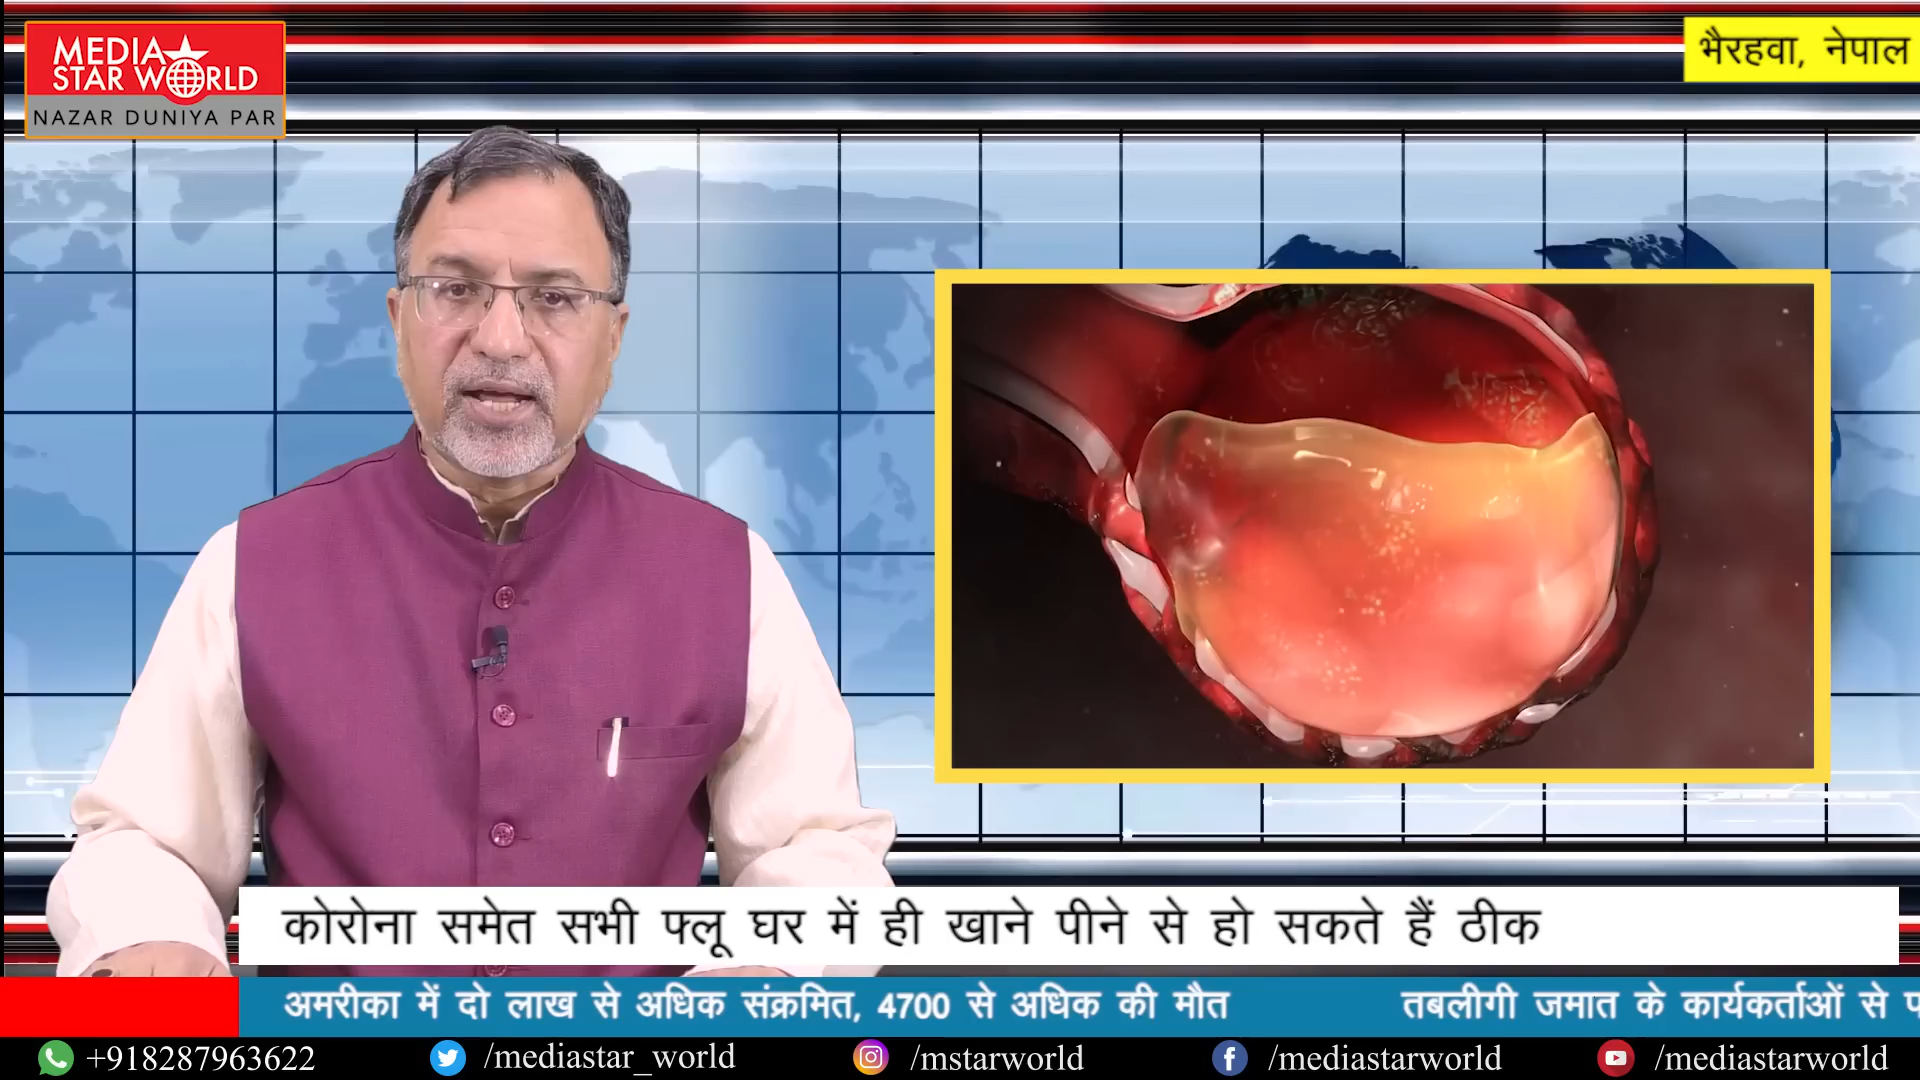 MEDIA
STAR WORLD
NAZAR DUNIYA PAR
भैरहवा, नेपाल
कोरोना समेत सभी फ्लू घर में ही खाने पीने से हो सकते हैं ठीक
अमरीका में दो लाख से अधिक संक्रमित, 4700 से अधिक की मौत
तबलीगी जमात के कार्यकर्ताओं से
+918287963622
/mediastar_world
/mstarworld
/mediastarworld
/mediastarworld